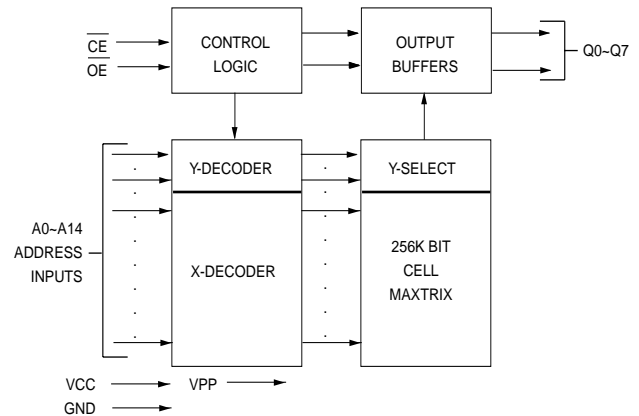 CE
OE
CONTROL
LOGIC
OUTPUT
BUFFERS
Q0~Q7
A0~A14
ADDRESS
INPUTS
Y-DECODER
X-DECODER
Y-SELECT
256K BIT
CELL
MAXTRIX
VCC
GND
VPP